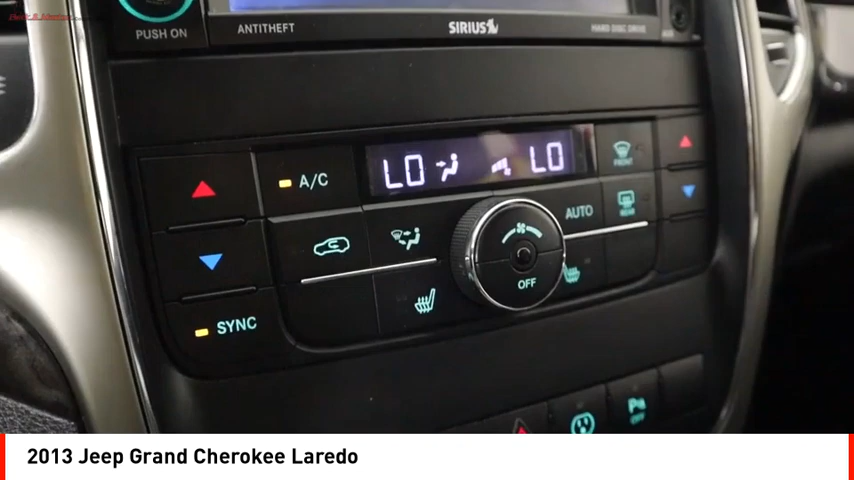 PUSH ON
ANTITHEFT
SIRIUS
HARD DISC DRIVE
A/C
LO
LO
FRONT
AUTO
REAR
OFF
SYNC
OFF
2013 Jeep Grand Cherokee Laredo